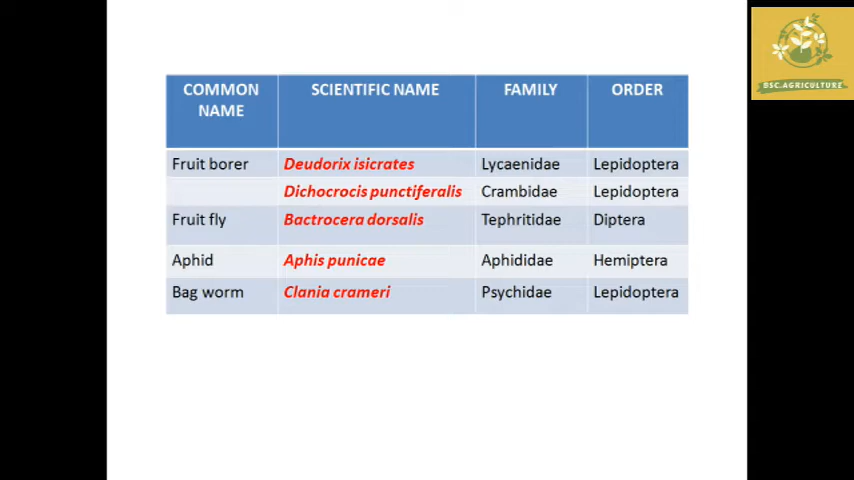 COMMON NAME SCIENTIFIC NAME FAMILY ORDER
Fruit borer Deudorix isicrates Lycaenidae Lepidoptera
Dichocrocis punctiferalis Crambidae Lepidoptera
Fruit fly Bactrocera dorsalis Tephritidae Diptera
Aphid Aphis punicae Aphididae Hemiptera
Bag worm Clania crameri Psychidae Lepidoptera
BSC.AGRICULTURE